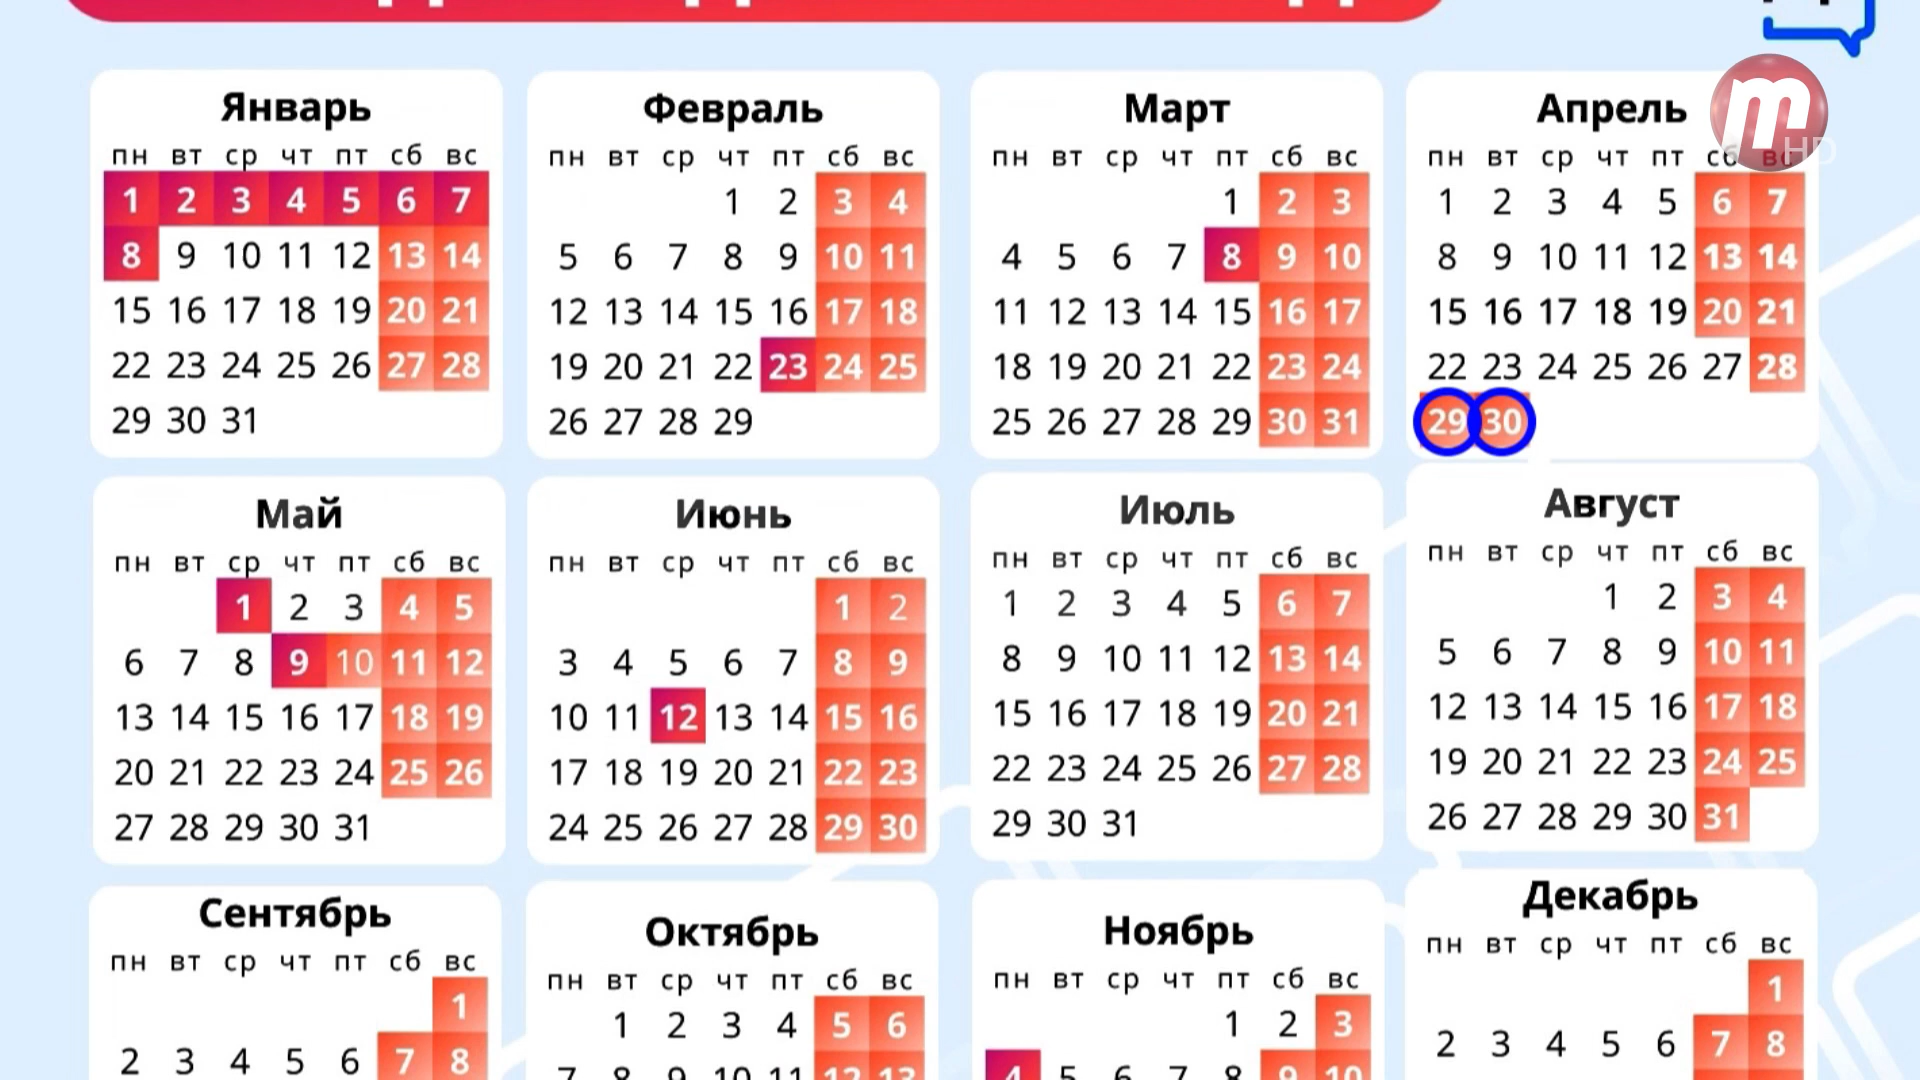 Январь
пн вт ср чт пт сб вс
1 2 3 4 5 6 7
8 9 10 11 12 13 14
15 16 17 18 19 20 21
22 23 24 25 26 27 28
29 30 31
Февраль
пн вт ср чт пт сб вс
1 2 3 4
5 6 7 8 9 10 11
12 13 14 15 16 17 18
19 20 21 22 23 24 25
26 27 28 29
Март
пн вт ср чт пт сб вс
1 2 3
4 5 6 7 8 9 10
11 12 13 14 15 16 17
18 19 20 21 22 23 24
25 26 27 28 29 30 31
Апрель
пн вт ср чт пт сб вс
1 2 3 4 5 6 7
8 9 10 11 12 13 14
15 16 17 18 19 20 21
22 23 24 25 26 27 28
29 30
m HD
Май
пн вт ср чт пт сб вс
1 2 3 4 5
6 7 8 9 10 11 12
13 14 15 16 17 18 19
20 21 22 23 24 25 26
27 28 29 30 31
Июнь
пн вт ср чт пт сб вс
1 2
3 4 5 6 7 8 9
10 11 12 13 14 15 16
17 18 19 20 21 22 23
24 25 26 27 28 29 30
Июль
пн вт ср чт пт сб вс
1 2 3 4 5 6 7
8 9 10 11 12 13 14
15 16 17 18 19 20 21
22 23 24 25 26 27 28
29 30 31
Август
пн вт ср чт пт сб вс
1 2 3 4
5 6 7 8 9 10 11
12 13 14 15 16 17 18
19 20 21 22 23 24 25
26 27 28 29 30 31
Сентябрь
пн вт ср чт пт сб вс
1
2 3 4 5 6 7 8
Октябрь
пн вт ср чт пт сб вс
1 2 3 4 5 6
7 8 9 10 11 12 13
Ноябрь
пн вт ср чт пт сб вс
1 2 3
4 5 6 7 8 9 10
Декабрь
пн вт ср чт пт сб вс
1
2 3 4 5 6 7 8